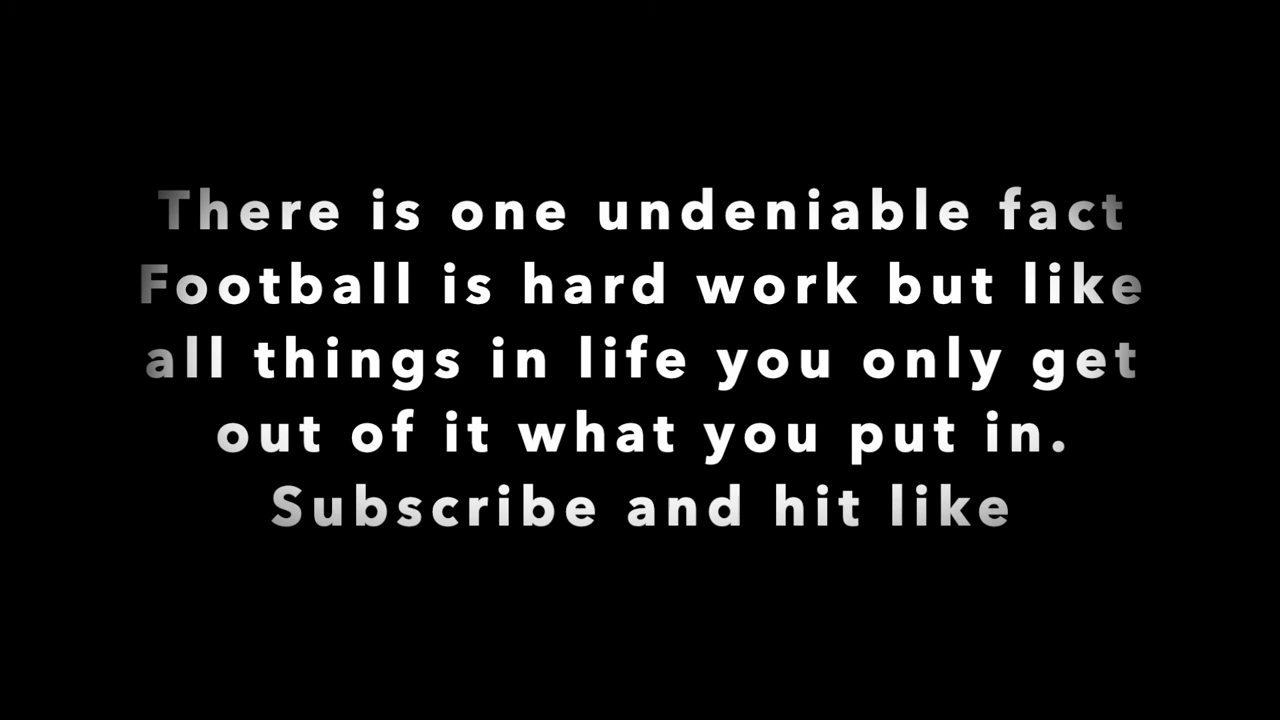 There is one undeniable fact
Football is hard work but like
all things in life you only get
out of it what you put in.
Subscribe and hit like